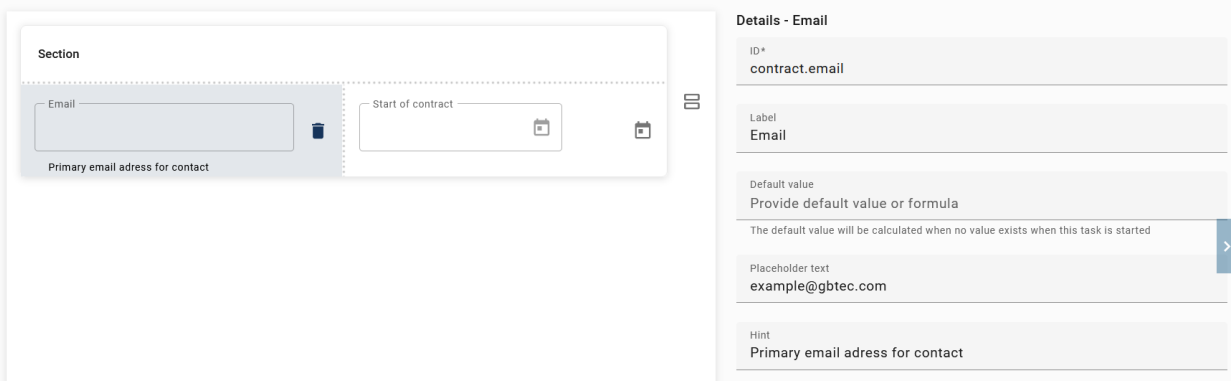 Section
Email
Start of contract
Primary email adress for contact
Details - Email
ID*
contract.email
Label
Email
Default value
Provide default value or formula
The default value will be calculated when no value exists when this task is started
Placeholder text
example@gbtec.com
Hint
Primary email adress for contact